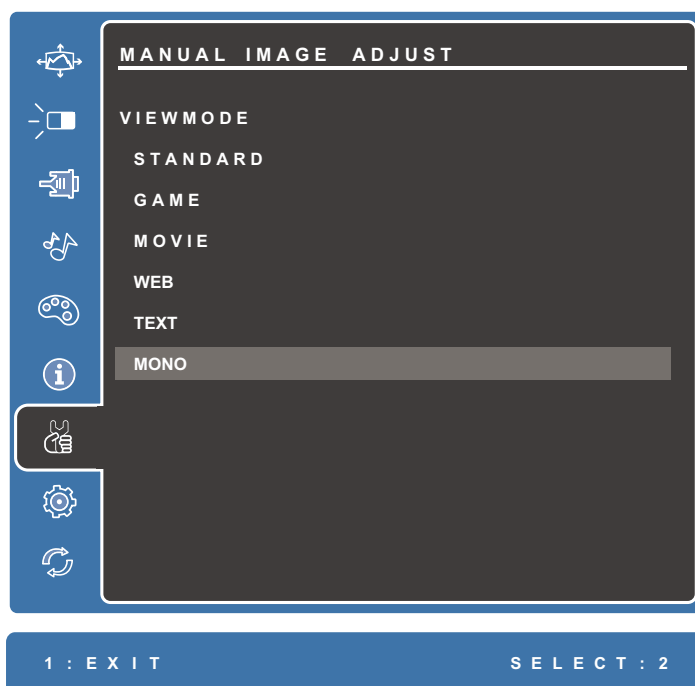 MANUAL IMAGE ADJUST
VIEWMODE
STANDARD
GAME
MOVIE
WEB
TEXT
MONO
1:EXIT SELECT:2